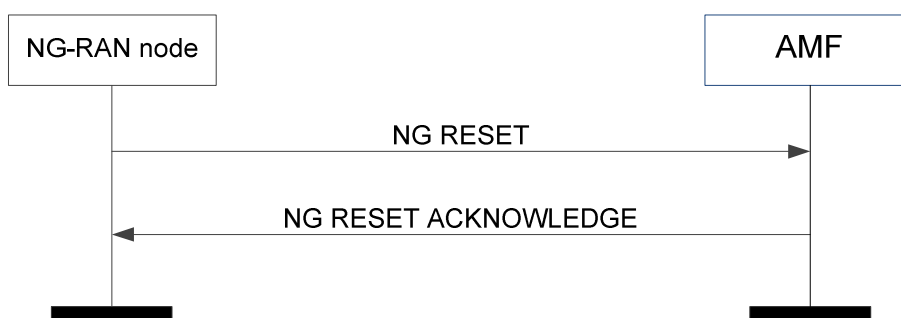 NG-RAN node
AMF
NG RESET
NG RESET ACKNOWLEDGE